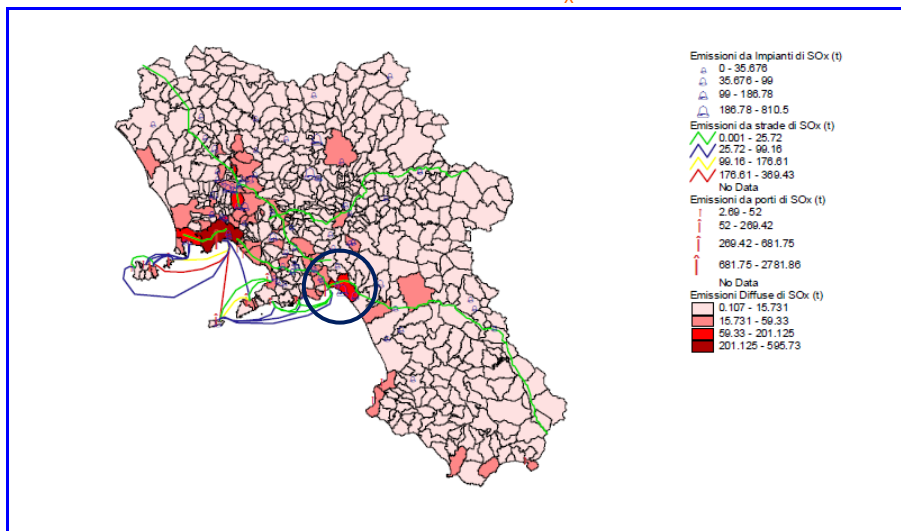 Emissioni da Impianti di SOx (t)
0 - 35.676
35.676 - 99
99 - 186.78
186.78 - 810.5
Emissioni da strade di SOx (t)
0.001 - 25.72
25.72 - 99.16
99.16 - 176.61
176.61 - 369.43
No Data
Emissioni da porti di SOx (t)
2.69 - 52
52 - 269.42
269.42 - 681.75
681.75 - 2781.86
No Data
Emissioni Diffuse di SOx (t)
0.107 - 15.731
15.731 - 59.33
59.33 - 201.125
201.125 - 595.73